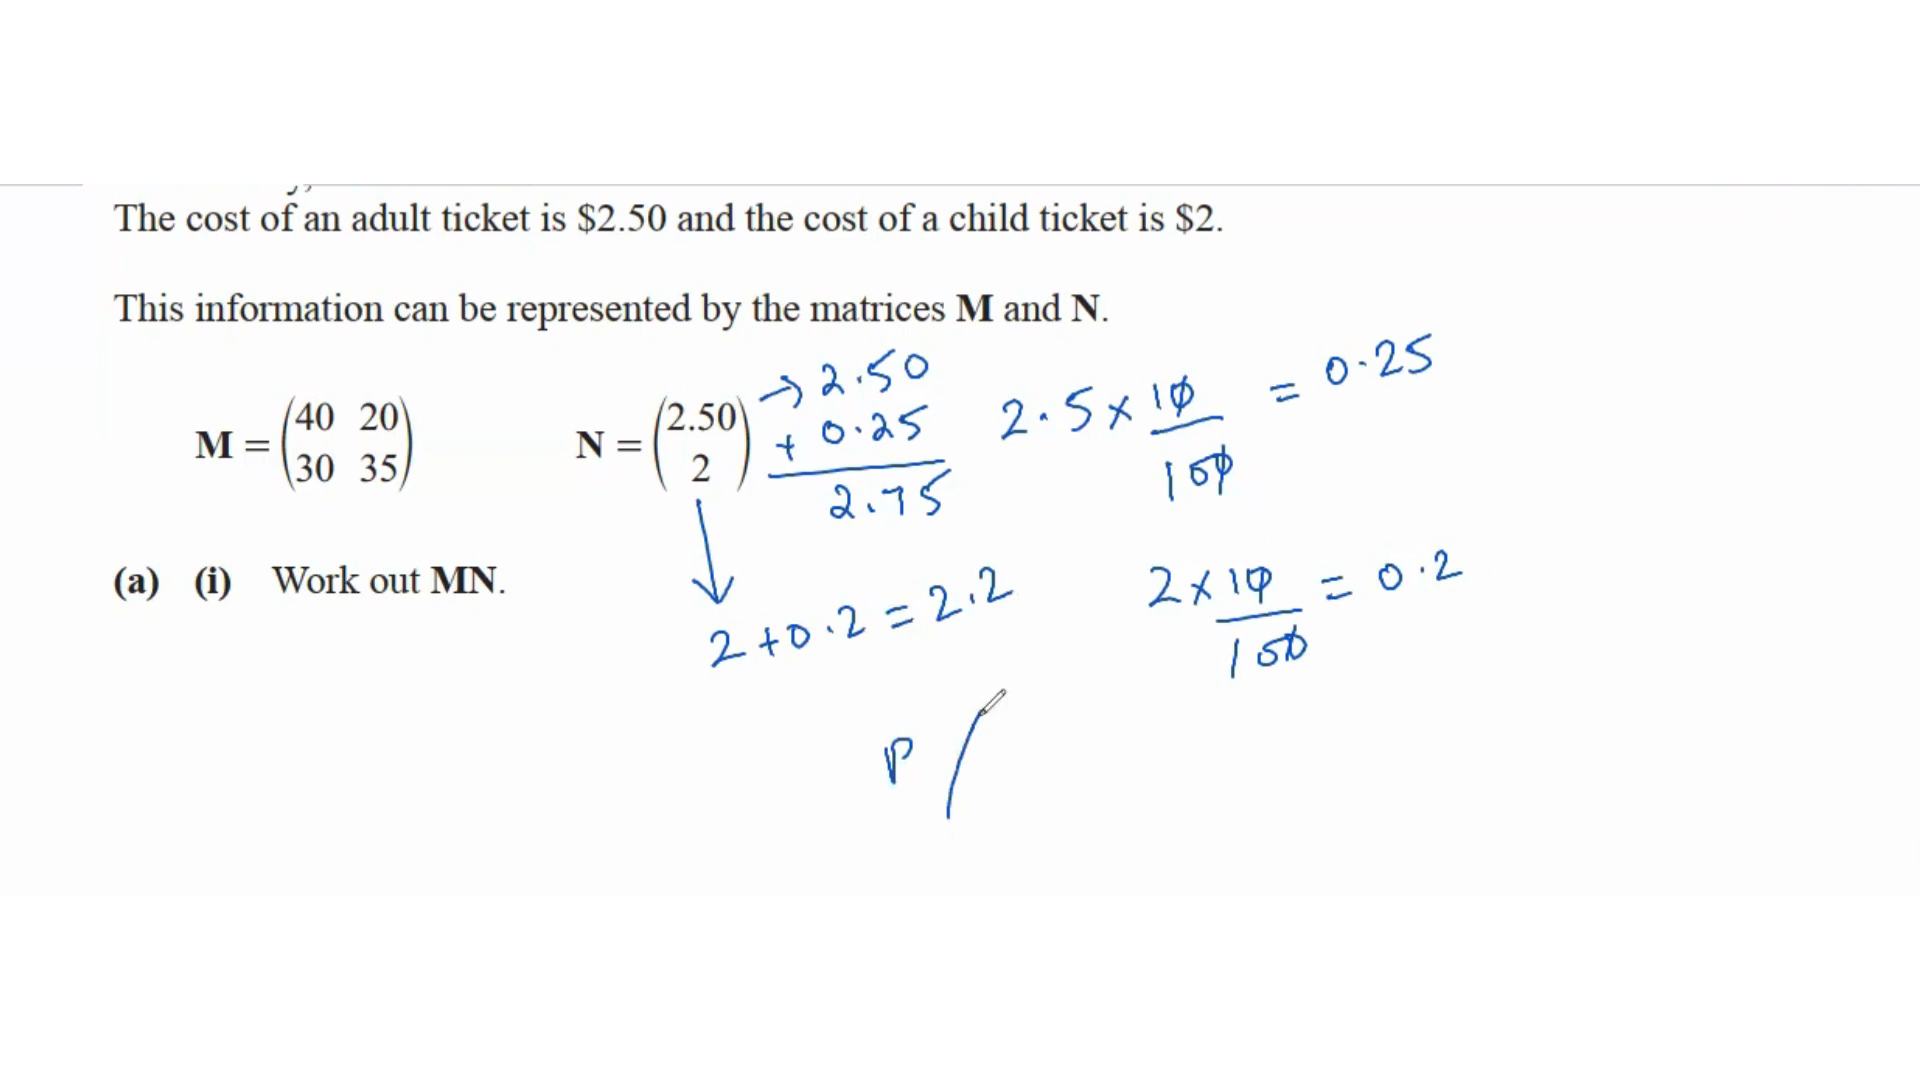 The cost of an adult ticket is $2.50 and the cost of a child ticket is $2.
This information can be represented by the matrices M and N.
M = (40 20
30 35)
N = (2.50
2)
→ 2.50
+ 0.25
2.75
2.5 × 10/100 = 0.25
(a) (i) Work out MN.
2 + 0.2 = 2.2
2 × 10/100 = 0.2
P (